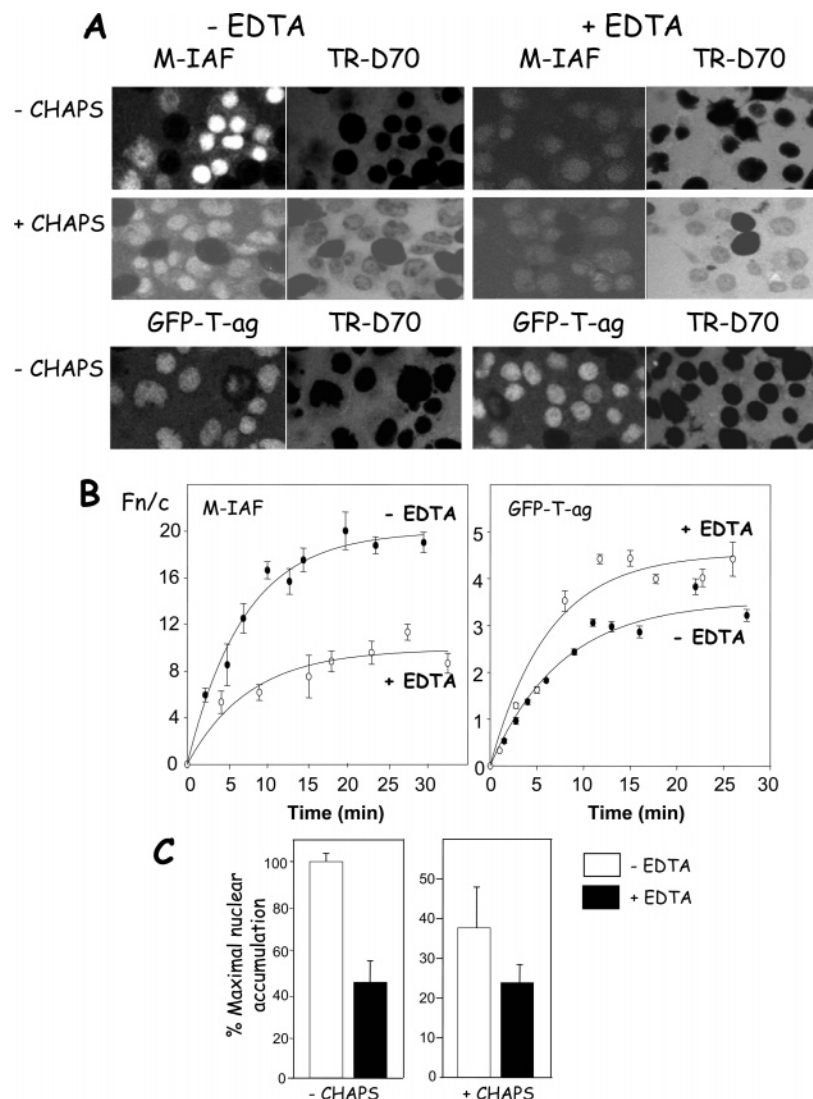 A
- EDTA + EDTA
M-IAF TR-D70 M-IAF TR-D70
- CHAPS
+ CHAPS
GFP-T-ag TR-D70 GFP-T-ag TR-D70
- CHAPS
B
Fn/c
M-IAF
- EDTA
+ EDTA
20
16
12
8
4
0
0 5 10 15 20 25 30
Time (min)
GFP-T-ag
+ EDTA
- EDTA
5
4
3
2
1
0
0 5 10 15 20 25 30
Time (min)
C
% Maximal nuclear
accumulation
100
80
60
40
20
0
- CHAPS
50
40
30
20
10
0
+ CHAPS
- EDTA
+ EDTA